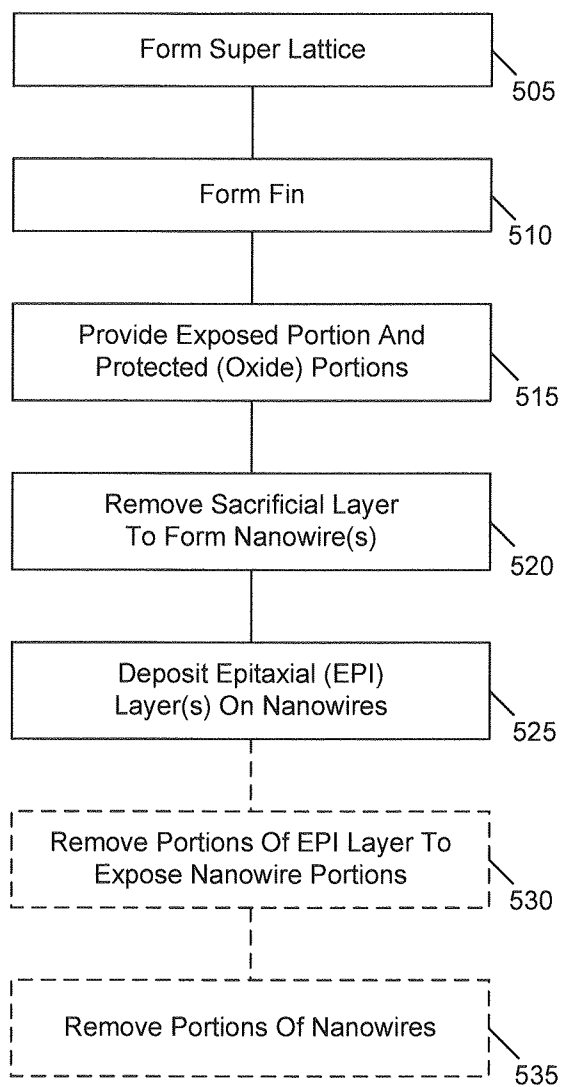 Form Super Lattice
505
Form Fin
510
Provide Exposed Portion And
Protected (Oxide) Portions
515
Remove Sacrificial Layer
To Form Nanowire(s)
520
Deposit Epitaxial (EPI)
Layer(s) On Nanowires
525
Remove Portions Of EPI Layer To
Expose Nanowire Portions
530
Remove Portions Of Nanowires
535